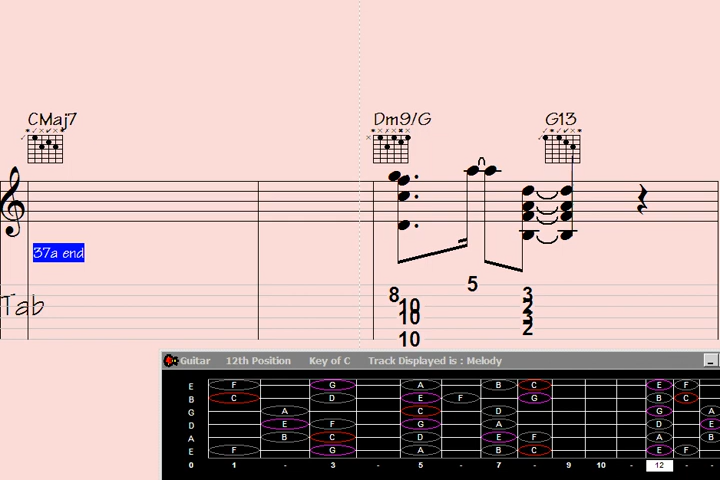 CMaj7 Dm9/G G13
37a end
5
8 3
Tab 10 2
10 3
10 2
Guitar 12th Position Key of C Track Displayed is : Melody
E F G A B C E F
B C D E F G B C
G A C D G A
D E F G A D E
A B C D E F A B
E F G A B C E F
0 1 - 3 - 5 - 7 - 9 10 - 12 - -